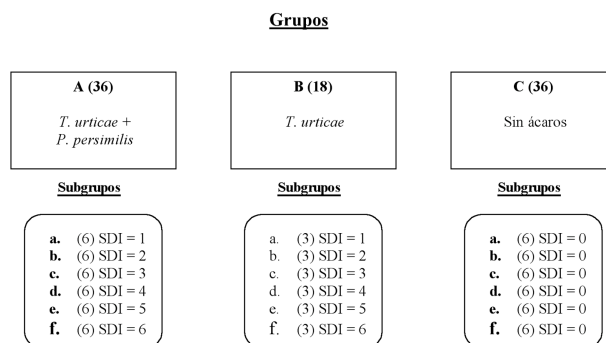 Grupos
A (36)
T. urticae +
P. persimilis
B (18)
T. urticae
C (36)
Sin ácaros
Subgrupos
a. (6) SDI = 1
b. (6) SDI = 2
c. (6) SDI = 3
d. (6) SDI = 4
e. (6) SDI = 5
f. (6) SDI = 6
Subgrupos
a. (3) SDI = 1
b. (3) SDI = 2
c. (3) SDI = 3
d. (3) SDI = 4
e. (3) SDI = 5
f. (3) SDI = 6
Subgrupos
a. (6) SDI = 0
b. (6) SDI = 0
c. (6) SDI = 0
d. (6) SDI = 0
e. (6) SDI = 0
f. (6) SDI = 0